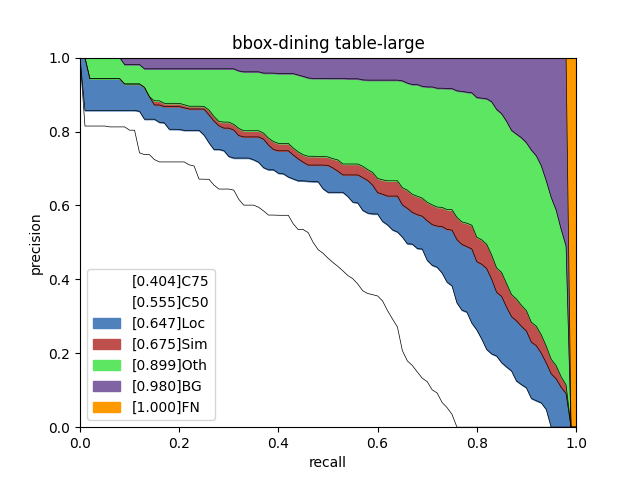 bbox-dining table-large
1.0
0.8
0.6
0.4
0.2
0.0
precision
[0.404]C75
[0.555]C50
[0.647]Loc
[0.675]Sim
[0.899]Oth
[0.980]BG
[1.000]FN
0.0 0.2 0.4 0.6 0.8 1.0
recall